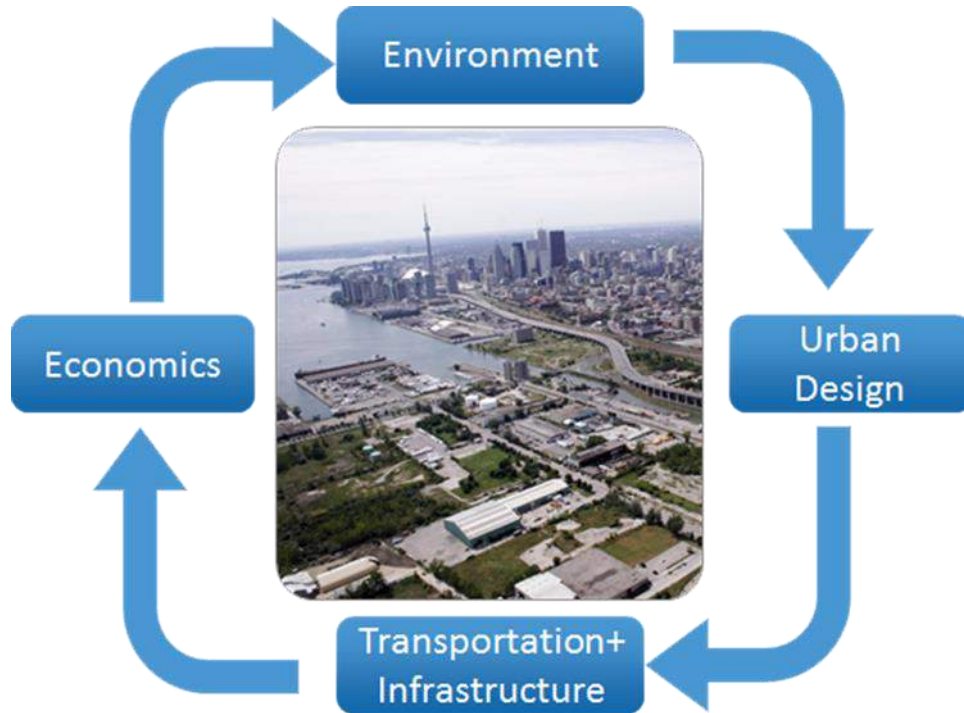 Environment
Urban
Design
Transportation+
Infrastructure
Economics